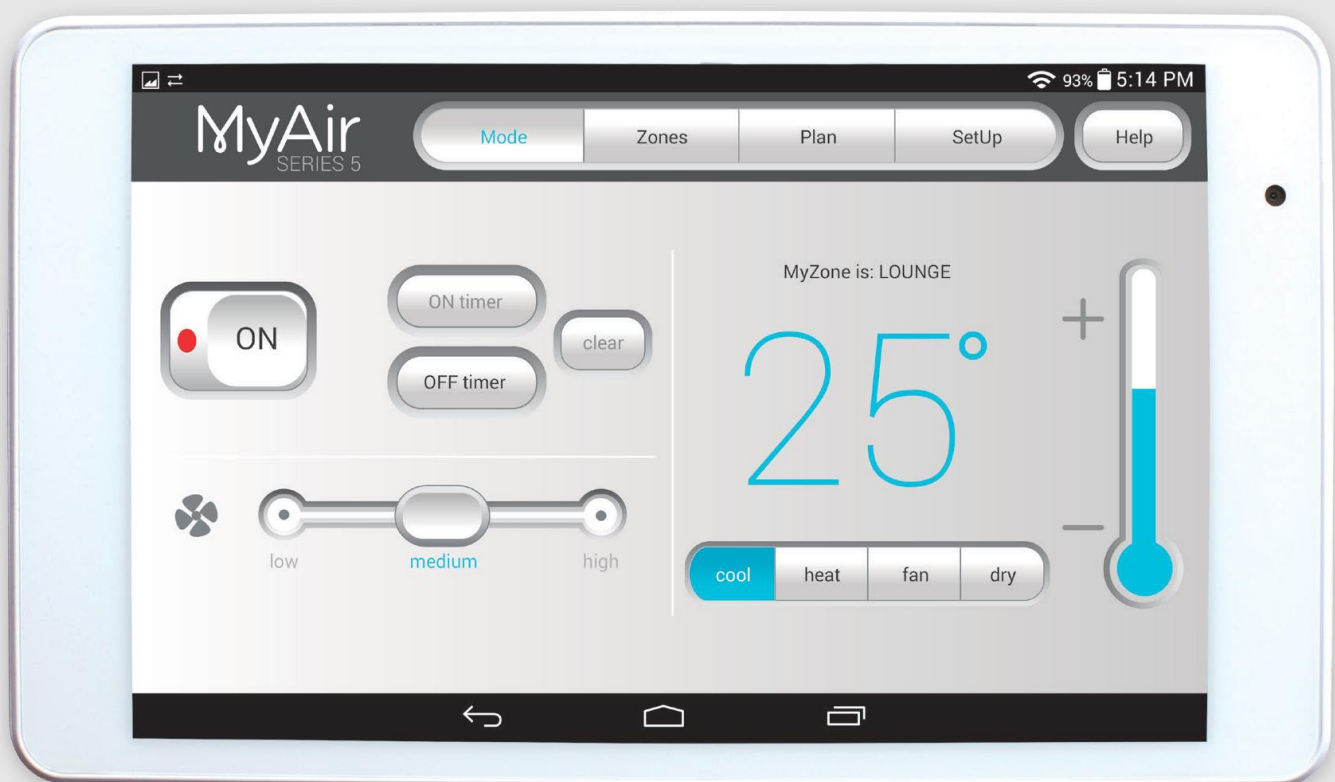 93% 5:14 PM
MyAir
SERIES 5
Mode Zones Plan SetUp Help
ON
ON timer
OFF timer
clear
low medium high
MyZone is: LOUNGE
25°
+
−
cool heat fan dry